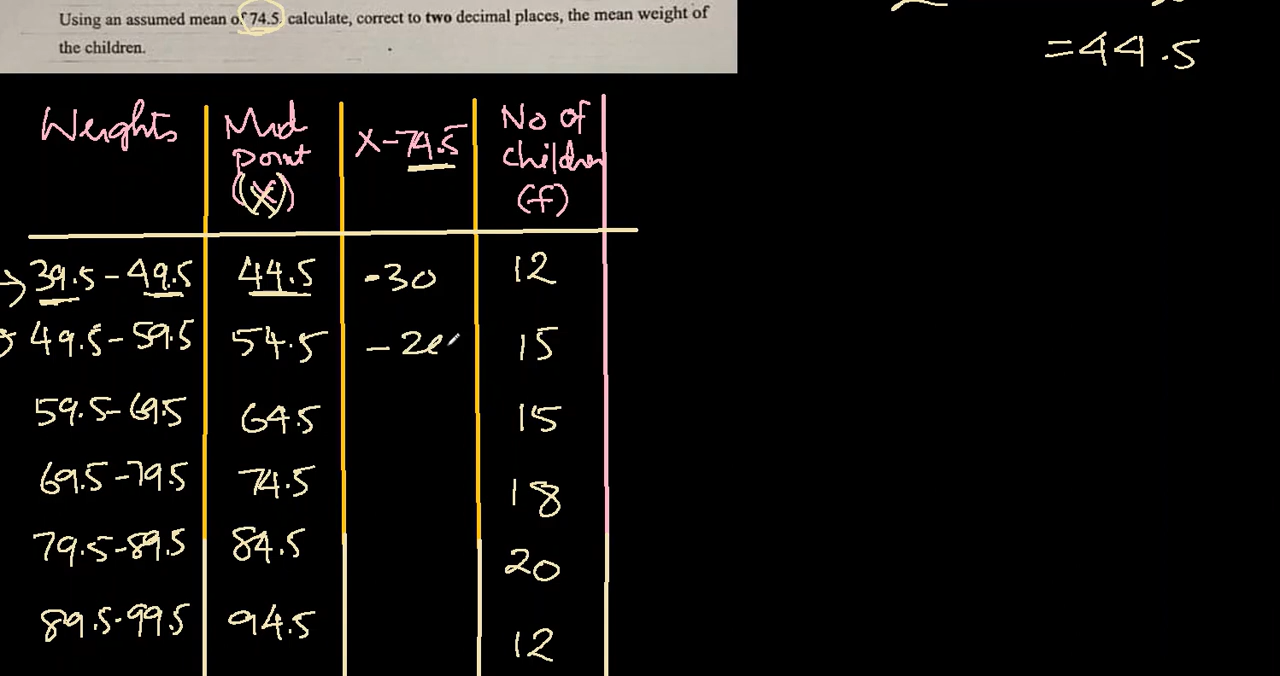 Using an assumed mean of 74.5, calculate, correct to two decimal places, the mean weight of
the children.
=44.5
Weights Mid point (x) x-74.5 No of children (f)
39.5-49.5 44.5 -30 12
49.5-59.5 54.5 15
59.5-69.5 64.5 15
69.5-79.5 74.5 18
79.5-89.5 84.5 20
89.5-99.5 94.5 12